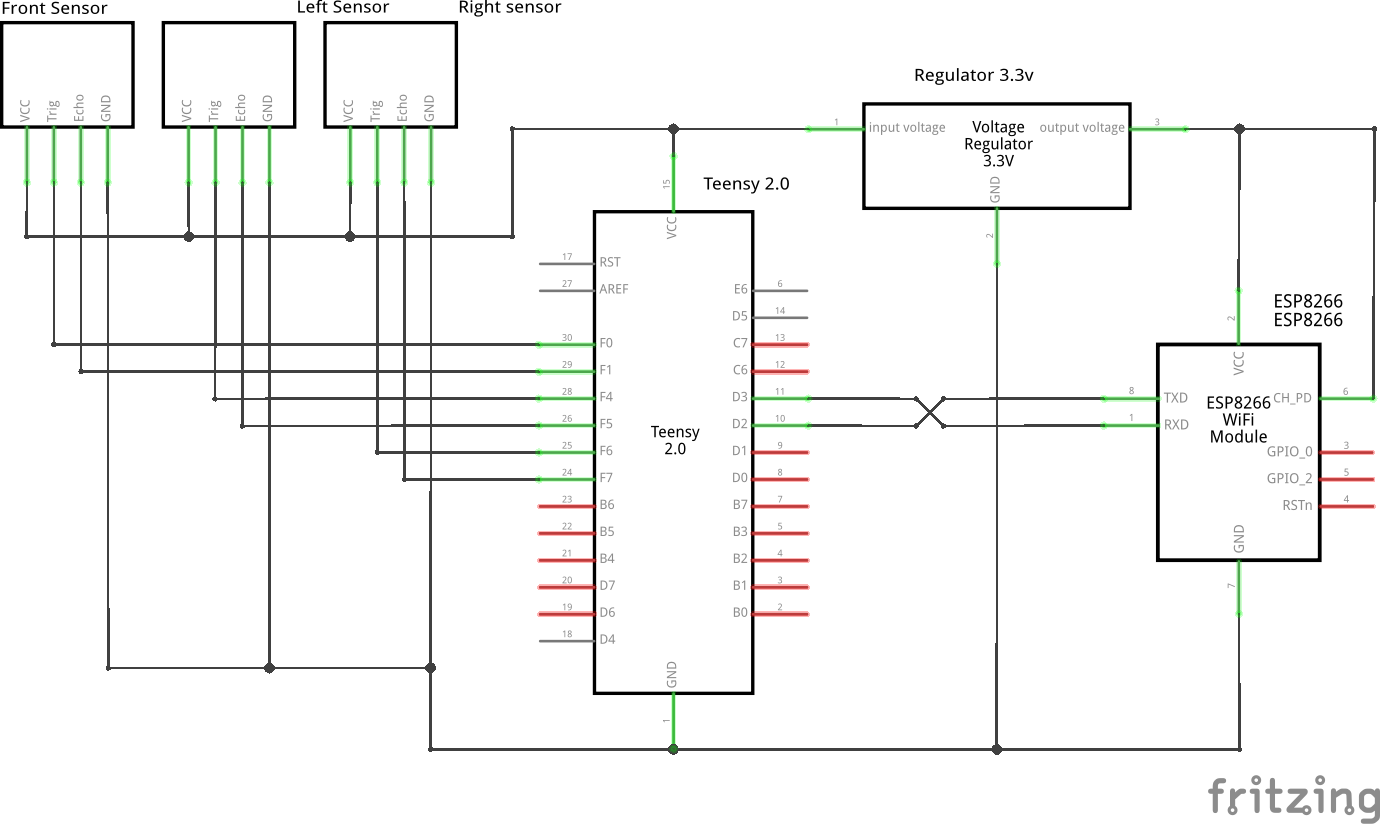 Front Sensor
Left Sensor
Right sensor
VCC
Trig
Echo
GND
VCC
Trig
Echo
GND
VCC
Trig
Echo
GND
Regulator 3.3v
1
input voltage
Voltage
Regulator
3.3V
output voltage
3
GND
2
Teensy 2.0
15
VCC
17 RST
27 AREF
30 F0
29 F1
28 F4
26 F5
25 F6
24 F7
23 B6
22 B5
21 B4
20 D7
19 D6
18 D4
Teensy
2.0
E6 6
D5 14
C7 13
C6 12
D3 11
D2 10
D1 9
D0 8
B7 7
B3 5
B2 4
B1 3
B0 2
GND
1
ESP8266
ESP8266
2
VCC
8 TXD
1 RXD
ESP8266
WiFi
Module
CH_PD 6
GPIO_0 3
GPIO_2 5
RSTn 4
GND
7
fritzing